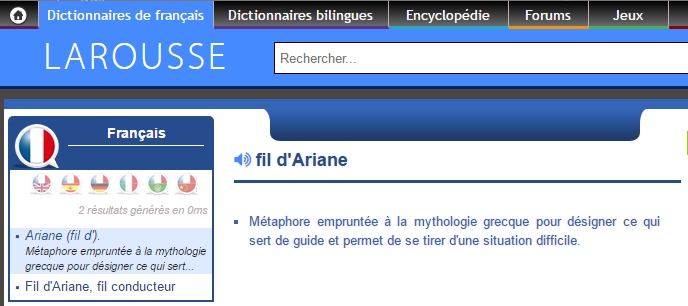 Dictionnaires de français
Dictionnaires bilingues
Encyclopédie
Forums
Jeux
LAROUSSE
Rechercher...
Français
2 résultats générés en 0ms
Ariane (fil d').
Métaphore empruntée à la mythologie
grecque pour désigner ce qui sert...
Fil d'Ariane, fil conducteur
fil d'Ariane
Métaphore empruntée à la mythologie grecque pour désigner ce qui
sert de guide et permet de se tirer d'une situation difficile.